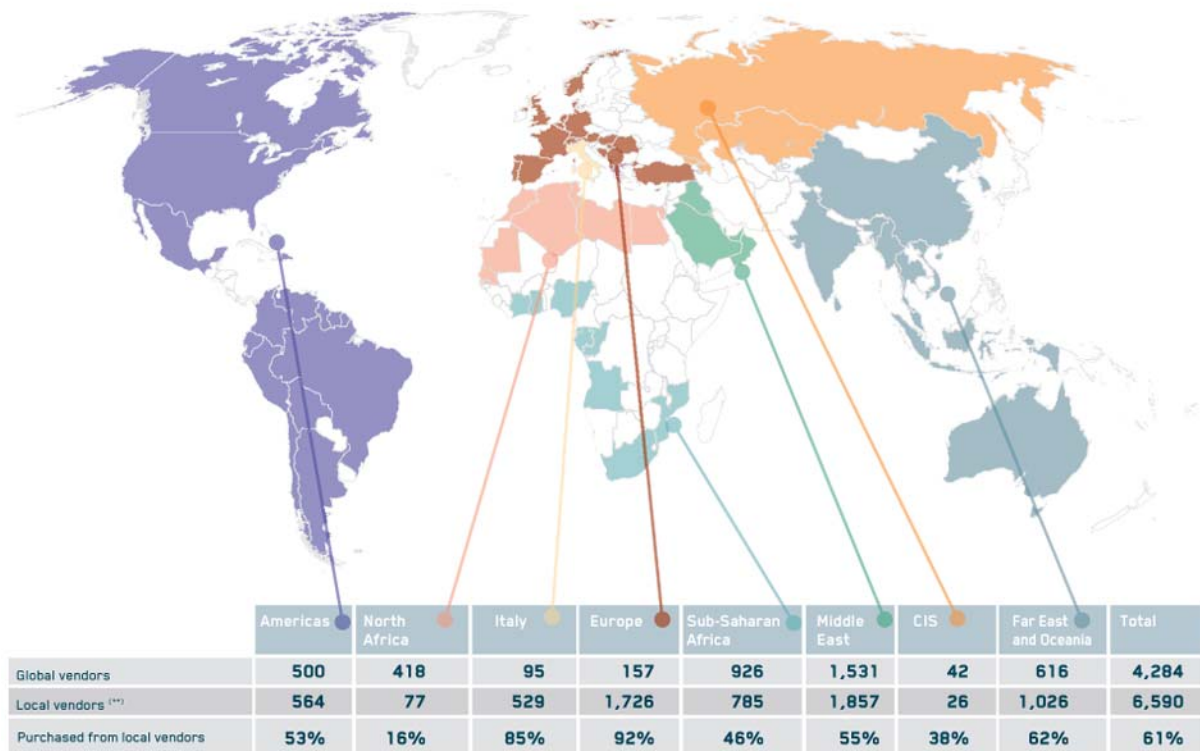 Americas North Africa Italy Europe Sub-Saharan Africa Middle East CIS Far East and Oceania Total
Global vendors 500 418 95 157 926 1,531 42 616 4,284
Local vendors (**) 564 77 529 1,726 785 1,857 26 1,026 6,590
Purchased from local vendors 53% 16% 85% 92% 46% 55% 38% 62% 61%